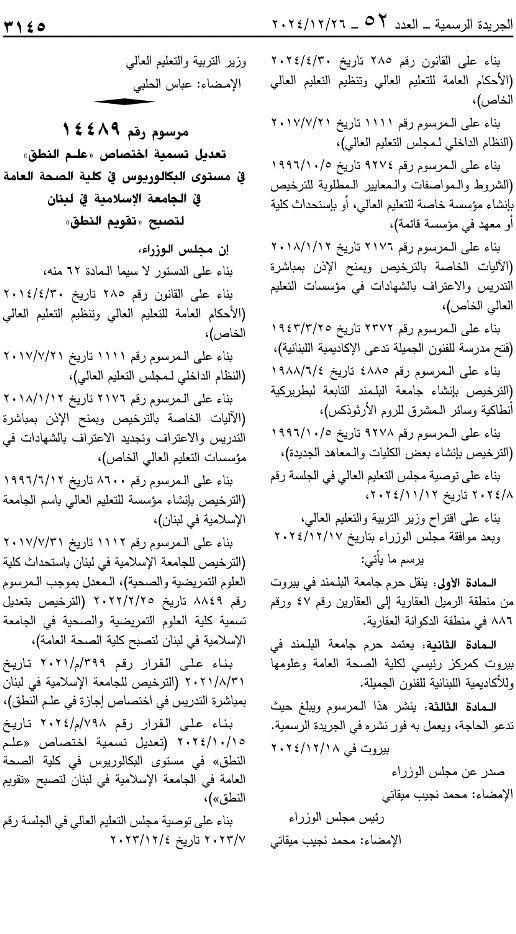 الجريدة الرسمية ــ العدد ٥٢ ــ ٢٠٢٤/١٢/٢٦
٣١٤٥
بناء على القانون رقم ٢٨٥ تاريخ ٢٠٢٤/٤/٣٠
(الأحكام العامة للتعليم العالي وتنظيم التعليم العالي
الخاص)،
بناء على المرسوم رقم ١١١١ تاريخ ٢٠١٧/٧/٢١
(النظام الداخلي لمجلس التعليم العالي)،
بناء على المرسوم رقم ٩٢٧٤ تاريخ ١٩٩٦/١٠/٥
(الشروط والمواصفات والمعايير المطلوبة للترخيص
بإنشاء مؤسسة خاصة للتعليم العالي، أو بإستحداث كلية
أو معهد في مؤسسة قائمة)،
بناء على المرسوم رقم ٢١٧٦ تاريخ ٢٠١٨/١/١٢
(الآليات الخاصة بالترخيص ويمنح الإذن بمباشرة
التدريس والاعتراف بالشهادات في مؤسسات التعليم
العالي الخاص)،
بناء على المرسوم رقم ٢٣٧٢ تاريخ ١٩٤٣/٣/٢٥
(فتح مدرسة للفنون الجميلة تدعى الإكاديمية اللبنانية)،
بناء على المرسوم رقم ٤٨٨٥ تاريخ ١٩٨٨/٦/٤
(الترخيص بإنشاء جامعة البلمند التابعة لبطريركية
أنطاكية وسائر المشرق للروم الأرثوذكس)،
بناء على المرسوم رقم ٩٢٧٨ تاريخ ١٩٩٦/١٠/٥
(الترخيص بإنشاء بعض الكليات والمعاهد الجديدة)،
بناء على توصية مجلس التعليم العالي في الجلسة رقم
٢٠٢٤/٨ تاريخ ٢٠٢٤/١١/١٢،
بناء على اقتراح وزير التربية والتعليم العالي،
وبعد موافقة مجلس الوزراء بتاريخ ٢٠٢٤/١٢/١٧
يرسم ما يأتي:
المادة الأولى: ينقل حرم جامعة البلمند في بيروت
من منطقة الرميل العقارية إلى العقارين رقم ٤٧ ورقم
٨٨٦ في منطقة الدكوانة العقارية.
المادة الثانية: يعتمد حرم جامعة البلمند في
بيروت كمركز رئيسي لكلية الصحة العامة وعلومها
وللأكاديمية اللبنانية للفنون الجميلة.
المادة الثالثة: ينشر هذا المرسوم ويبلغ حيث
تدعو الحاجة، ويعمل به فور نشره في الجريدة الرسمية.
بيروت في ٢٠٢٤/١٢/١٨
صدر عن مجلس الوزراء
الإمضاء: محمد نجيب ميقاتي
رئيس مجلس الوزراء
الإمضاء: محمد نجيب ميقاتي
وزير التربية والتعليم العالي
الإمضاء: عباس الحلبي
مرسوم رقم ١٤٤٨٩
تعديل تسمية اختصاص «علم النطق»
في مستوى البكالوريوس في كلية الصحة العامة
في الجامعة الإسلامية في لبنان
لتصبح «تقويم النطق»
إن مجلس الوزراء،
بناء على الدستور لا سيما المادة ٦٢ منه،
بناء على القانون رقم ٢٨٥ تاريخ ٢٠١٤/٤/٣٠
(الأحكام العامة للتعليم العالي وتنظيم التعليم العالي
الخاص)،
بناء على المرسوم رقم ١١١١ تاريخ ٢٠١٧/٧/٢١
(النظام الداخلي لمجلس التعليم العالي)،
بناء على المرسوم رقم ٢١٧٦ تاريخ ٢٠١٨/١/١٢
(الآليات الخاصة بالترخيص ويمنح الإذن بمباشرة
التدريس والاعتراف وتجديد الاعتراف بالشهادات في
مؤسسات التعليم العالي الخاص)،
بناء على المرسوم رقم ٨٦٠٠ تاريخ ١٩٩٦/٦/١٢
(الترخيص بإنشاء مؤسسة للتعليم العالي باسم الجامعة
الإسلامية في لبنان)،
بناء على المرسوم رقم ١١١٢ تاريخ ٢٠١٧/٧/٣١
(الترخيص للجامعة الإسلامية في لبنان باستحداث كلية
العلوم التمريضية والصحية)، المعدل بموجب المرسوم
رقم ٨٨٤٩ تاريخ ٢٠٢٢/٢/٢٥ (الترخيص بتعديل
تسمية كلية العلوم التمريضية والصحية في الجامعة
الإسلامية في لبنان لتصبح كلية الصحة العامة)،
بناء على القرار رقم ٣٩٩/م/٢٠٢١ تاريخ
٢٠٢١/٨/٣١ (الترخيص للجامعة الإسلامية في لبنان
بمباشرة التدريس في اختصاص إجازة في علم النطق)،
بناء على القرار رقم ٧٩٨/م/٢٠٢٤ تاريخ
٢٠٢٤/١٠/١٥ (تعديل تسمية اختصاص «علم
النطق» في مستوى البكالوريوس في كلية الصحة
العامة في الجامعة الإسلامية في لبنان لتصبح «تقويم
النطق»)،
بناء على توصية مجلس التعليم العالي في الجلسة رقم
٢٠٢٣/٧ تاريخ ٢٠٢٣/١٢/٤